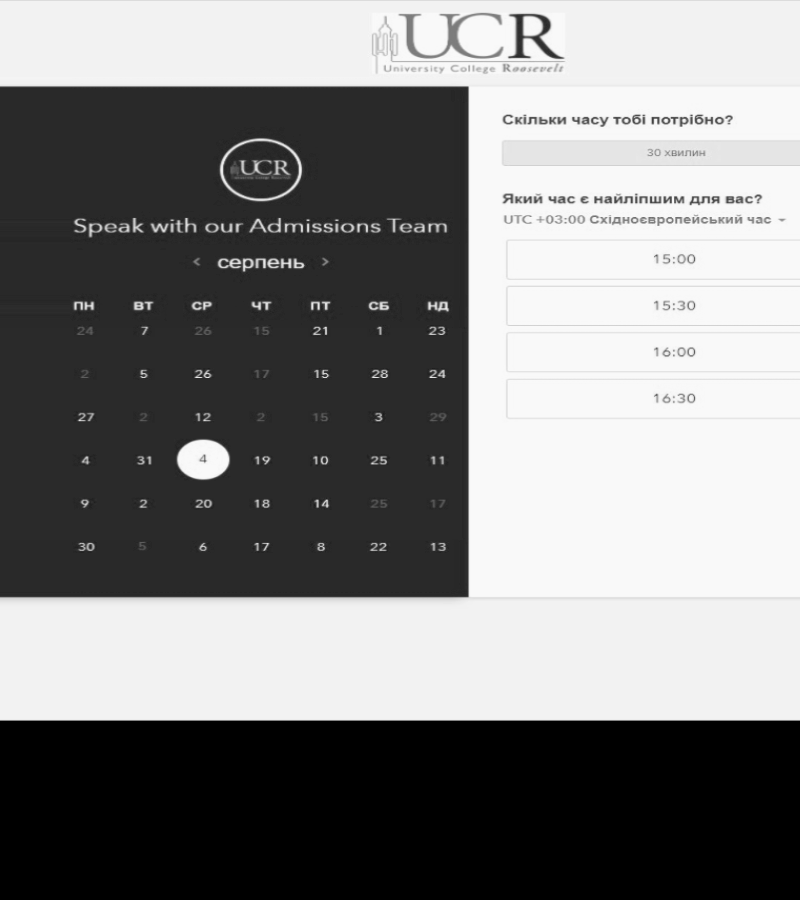 UCR
University College Roosevelt
UCR
Speak with our Admissions Team
< серпень >
ПН ВТ СР ЧТ ПТ СБ НД
24 7 26 15 21 1 23
2 5 26 17 15 28 24
27 2 12 2 15 3 29
4 31 4 19 10 25 11
9 2 20 18 14 25 17
30 5 6 17 8 22 13
Скільки часу тобі потрібно?
30 хвилин
Який час є найліпшим для вас?
UTC +03:00 Східноєвропейський час
15:00
15:30
16:00
16:30